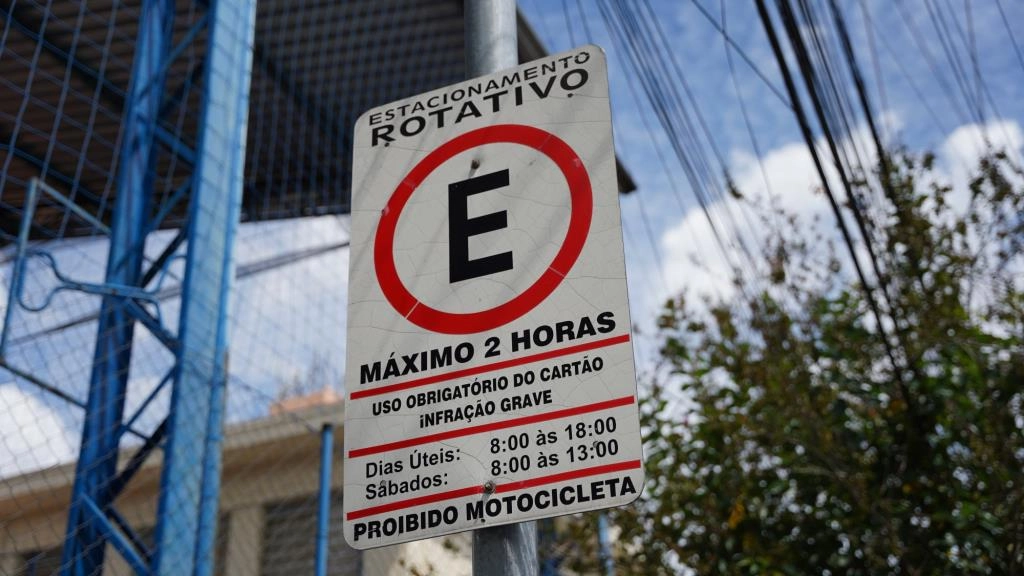 ESTACIONAMENTO
ROTATIVO
E
MÁXIMO 2 HORAS
USO OBRIGATÓRIO DO CARTÃO
iNFRAÇÃO GRAVE
Dias Úteis: 8:00 às 18:00
Sábados: 8:00 às 13:00
PROIBIDO MOTOCICLETA